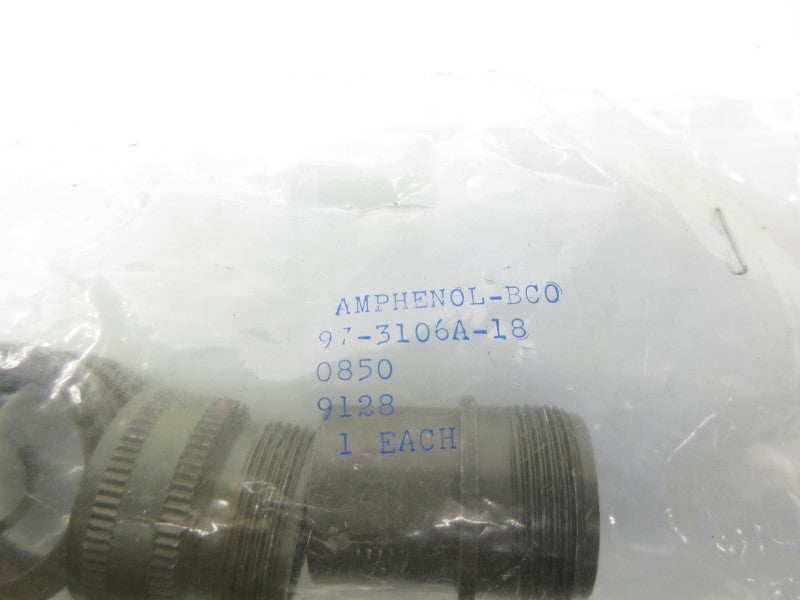 AMPHENOL-BCO
97-3106A-18
0850
9128
1 EACH